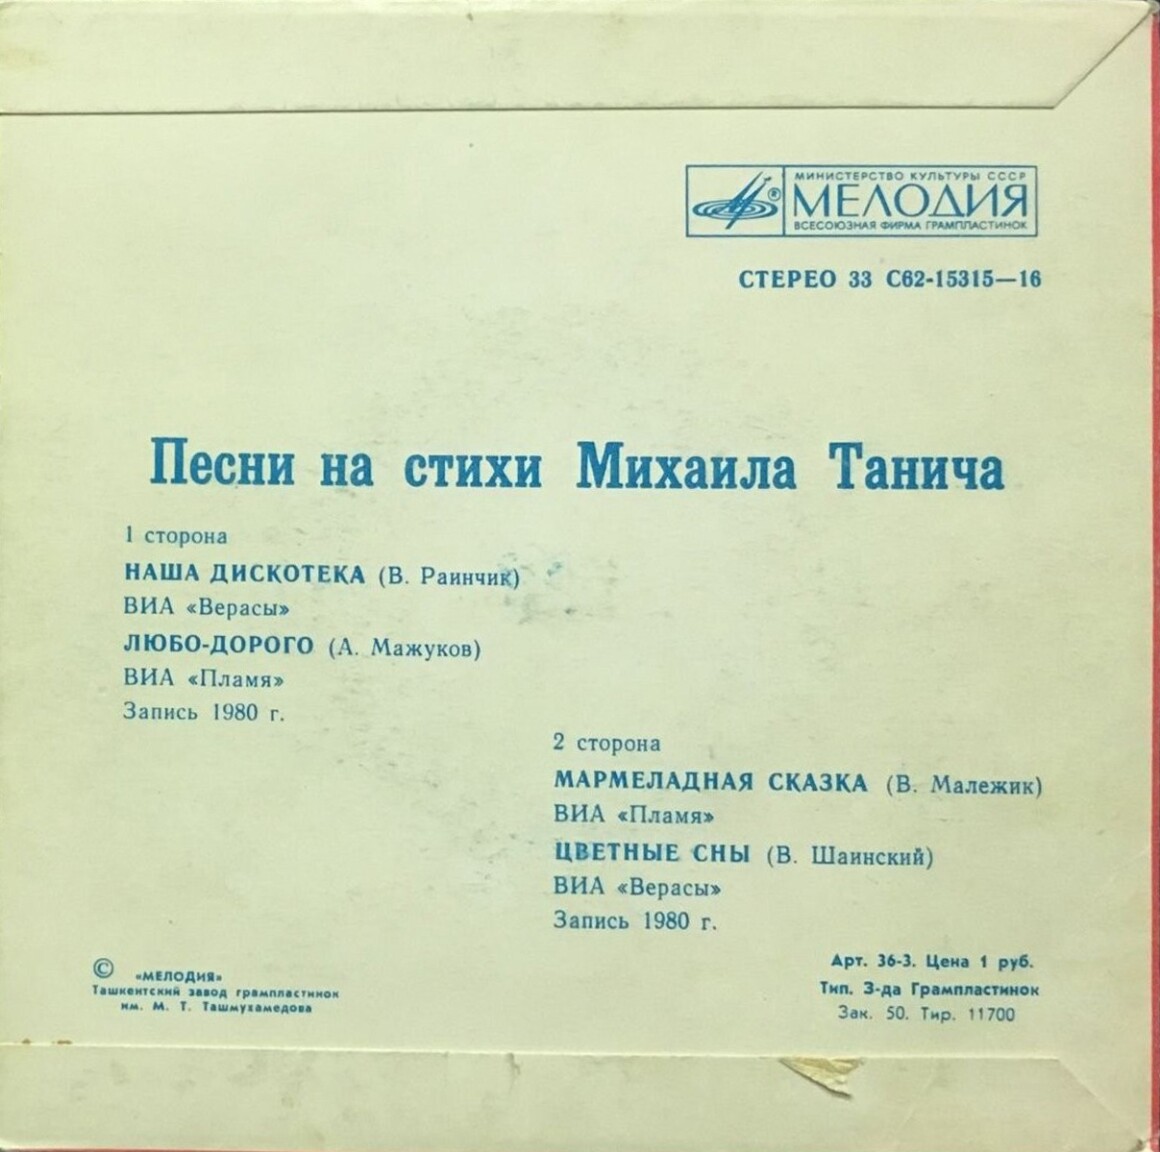 МИНИСТЕРСТВО КУЛЬТУРЫ СССР
МЕЛОДИЯ
ВСЕСОЮЗНАЯ ФИРМА ГРАМПЛАСТИНОК
СТЕРЕО 33 С62-15315—16
Песни на стихи Михаила Танича
1 сторона
НАША ДИСКОТЕКА (В. Раинчик)
ВИА «Верасы»
ЛЮБО-ДОРОГО (А. Мажуков)
ВИА «Пламя»
Запись 1980 г.
2 сторона
МАРМЕЛАДНАЯ СКАЗКА (В. Малежик)
ВИА «Пламя»
ЦВЕТНЫЕ СНЫ (В. Шаинский)
ВИА «Верасы»
Запись 1980 г.
© «МЕЛОДИЯ»
Ташкентский завод грампластинок
им. М. Т. Ташмухамедова
Арт. 36-3. Цена 1 руб.
Тип. З-да Грампластинок
Зак. 50. Тир. 11700